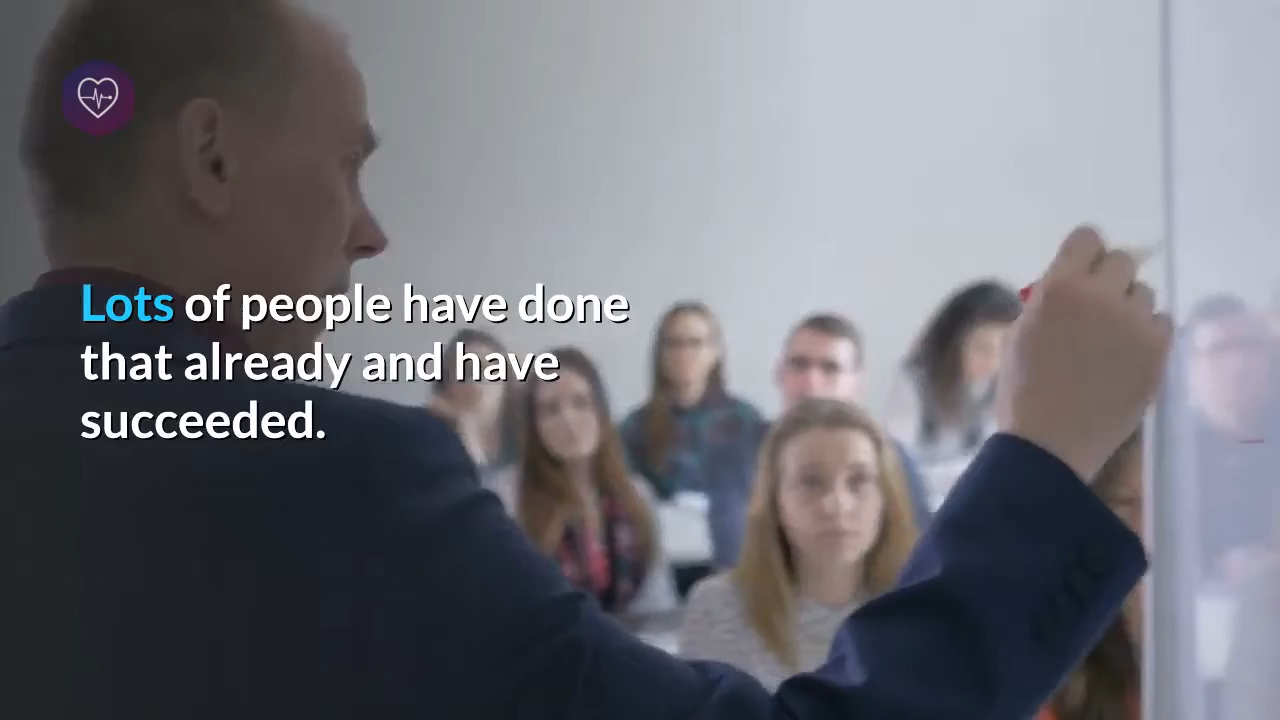 Lots of people have done
that already and have
succeeded.